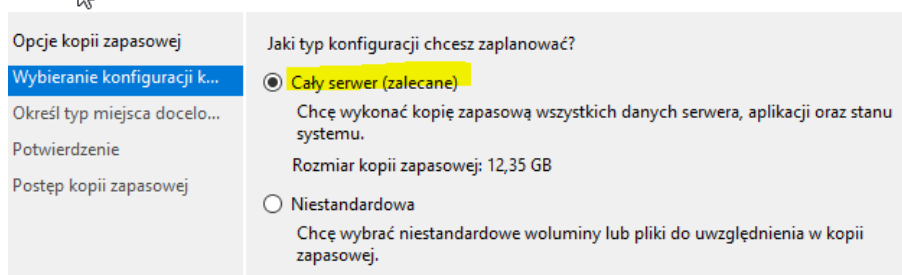 Opcje kopii zapasowej
Wybieranie konfiguracji k...
Określ typ miejsca docelo...
Potwierdzenie
Postęp kopii zapasowej
Jaki typ konfiguracji chcesz zaplanować?
Cały serwer (zalecane)
Chcę wykonać kopię zapasową wszystkich danych serwera, aplikacji oraz stanu
systemu.
Rozmiar kopii zapasowej: 12,35 GB
Niestandardowa
Chcę wybrać niestandardowe woluminy lub pliki do uwzględnienia w kopii
zapasowej.